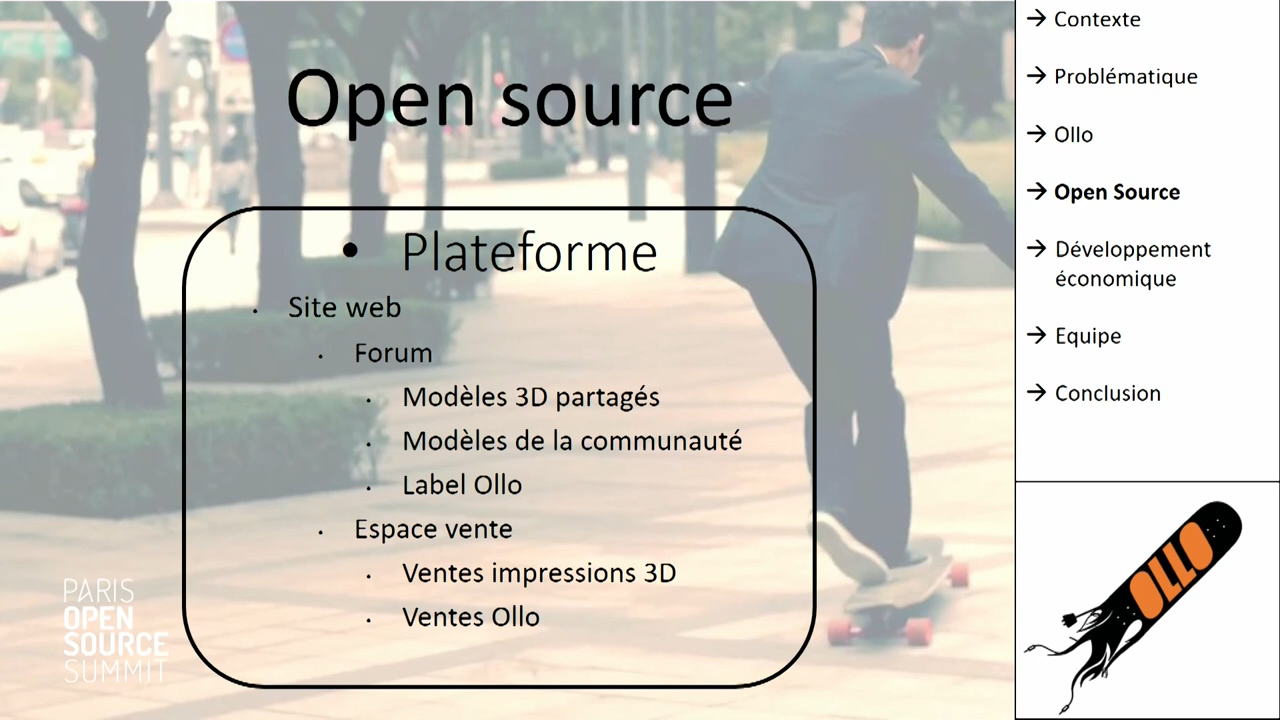 Open source
• Plateforme
• Site web
• Forum
• Modèles 3D partagés
• Modèles de la communauté
• Label Ollo
• Espace vente
• Ventes impressions 3D
• Ventes Ollo
PARIS
OPEN
SOURCE
SUMMIT
→ Contexte
→ Problématique
→ Ollo
→ Open Source
→ Développement
économique
→ Equipe
→ Conclusion
OLLO